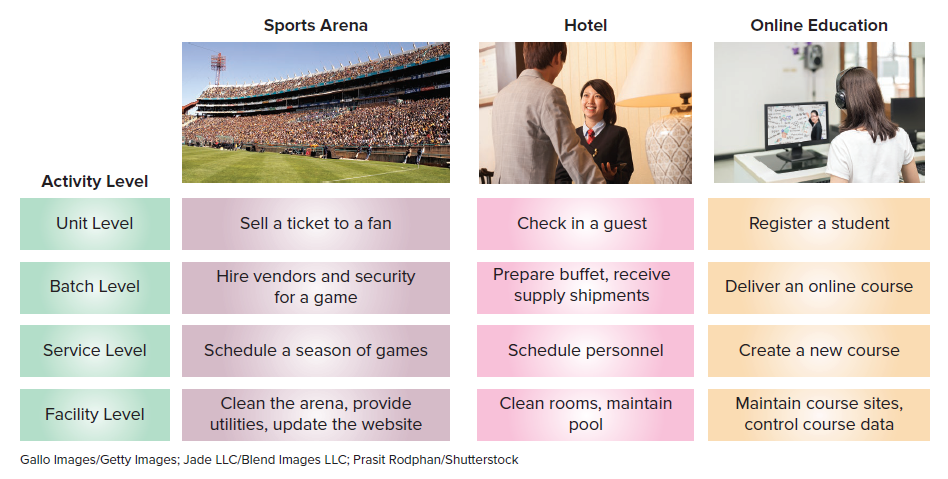 Sports Arena
Hotel
Online Education
Activity Level
Unit Level
Sell a ticket to a fan
Check in a guest
Register a student
Batch Level
Hire vendors and security
for a game
Prepare buffet, receive
supply shipments
Deliver an online course
Service Level
Schedule a season of games
Schedule personnel
Create a new course
Facility Level
Clean the arena, provide
utilities, update the website
Clean rooms, maintain
pool
Maintain course sites,
control course data
Gallo Images/Getty Images; Jade LLC/Blend Images LLC; Prasit Rodphan/Shutterstock